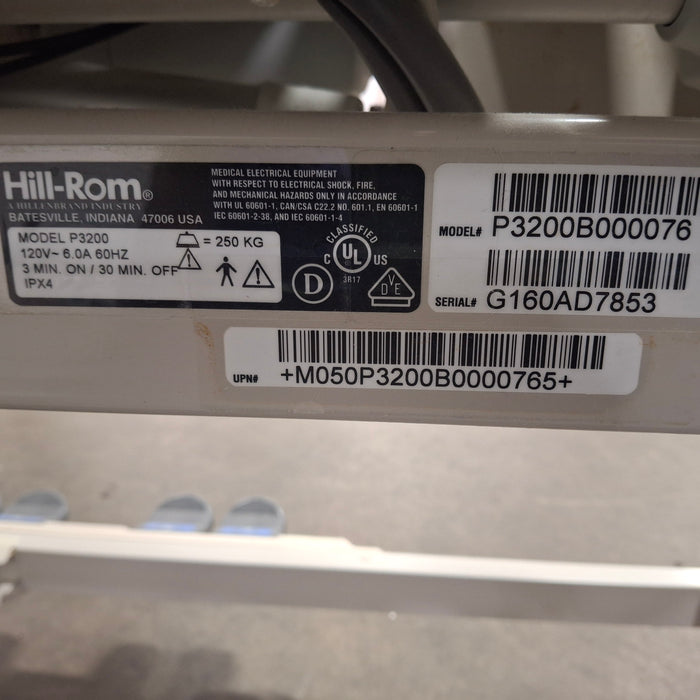 Hill-Rom®
A HILLENBRAND INDUSTRY
BATESVILLE, INDIANA 47006 USA
MEDICAL ELECTRICAL EQUIPMENT
WITH RESPECT TO ELECTRICAL SHOCK, FIRE,
AND MECHANICAL HAZARDS ONLY IN ACCORDANCE
WITH UL 60601-1, CAN/CSA C22.2 NO. 601.1, EN 60601-1
IEC 60601-2-38, AND IEC 60601-1-4
MODEL P3200
120V~ 6.0A 60HZ
3 MIN. ON / 30 MIN. OFF
IPX4
= 250 KG
CLASSIFIED
C UL US
3R17
D
VDE
MODEL# P3200B000076
SERIAL# G160AD7853
UPN# +M050P3200B0000765+